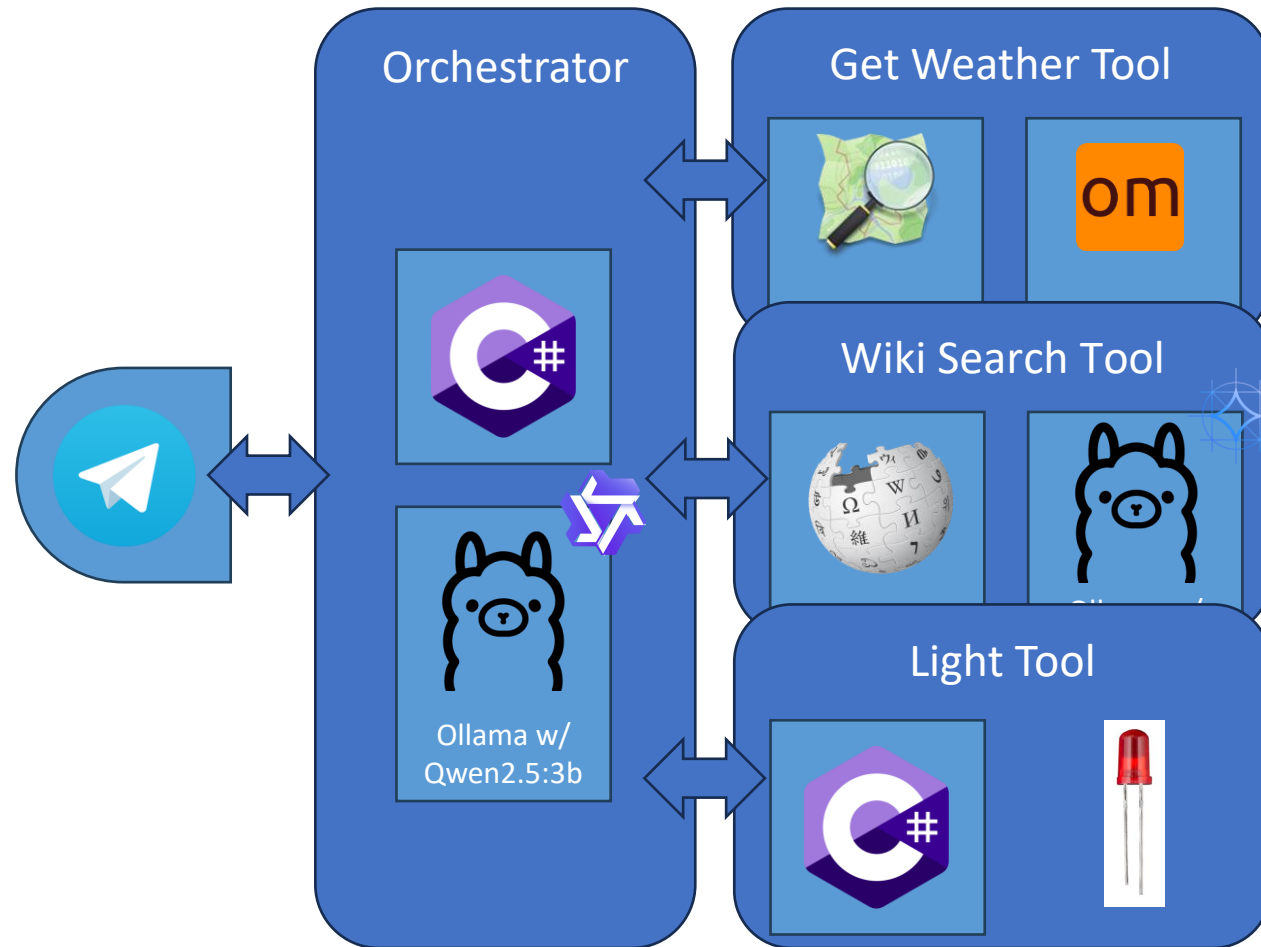 Orchestrator
Get Weather Tool
om
Wiki Search Tool
Ollama w/
Qwen2.5:3b
Light Tool
C#
C#